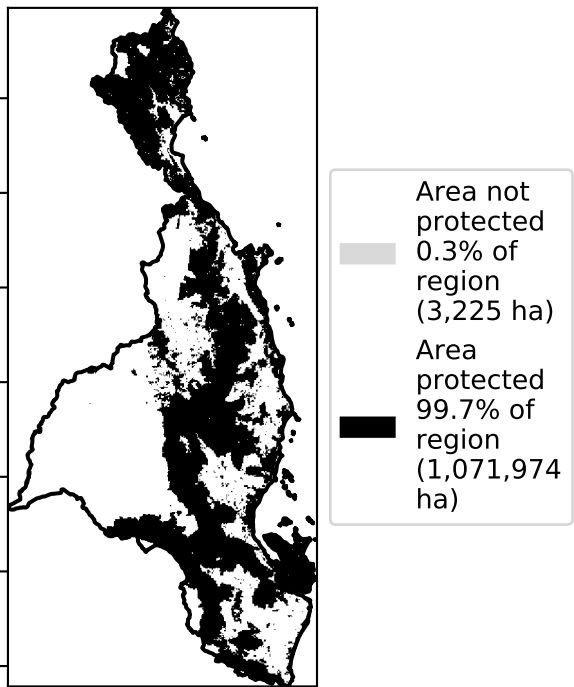 Area not
protected
0.3% of
region
(3,225 ha)
Area
protected
99.7% of
region
(1,071,974
ha)